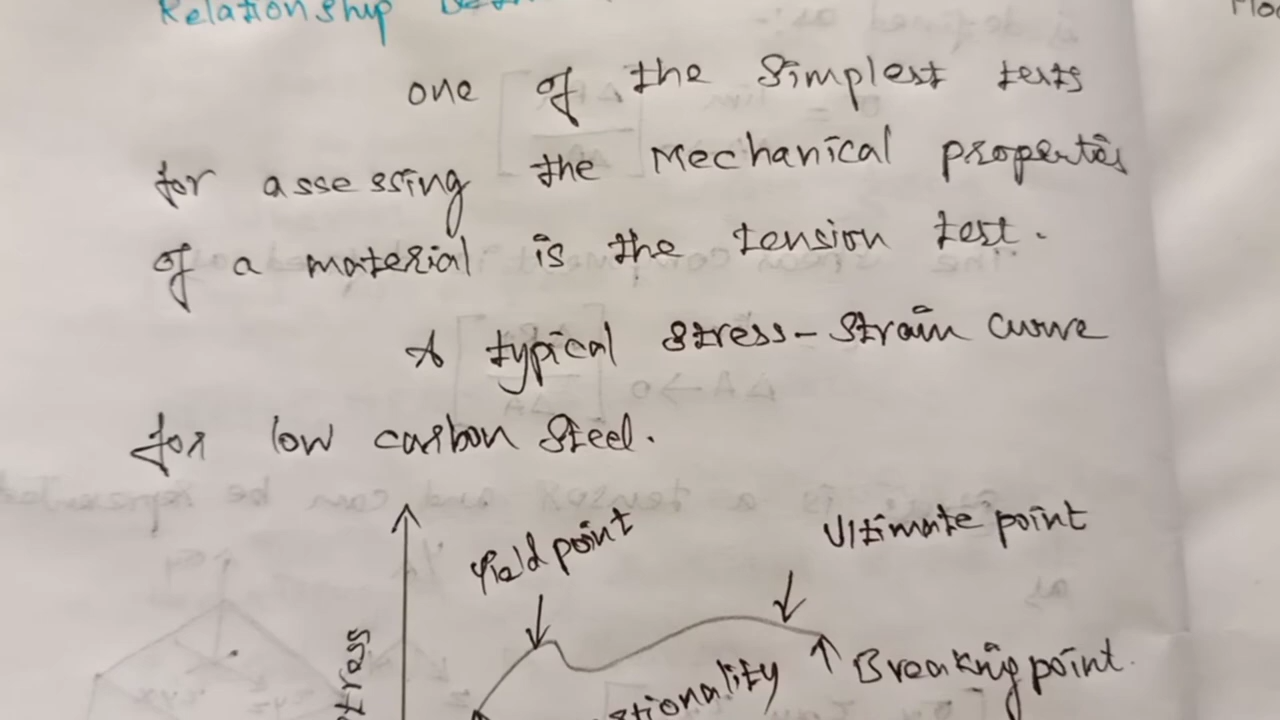 Relationship
one of the simplest tests
for assessing the Mechanical properties
of a material is the tension test.
A typical stress-strain curve
for low carbon steel.
Yield point
Ultimate point
Breaking point.